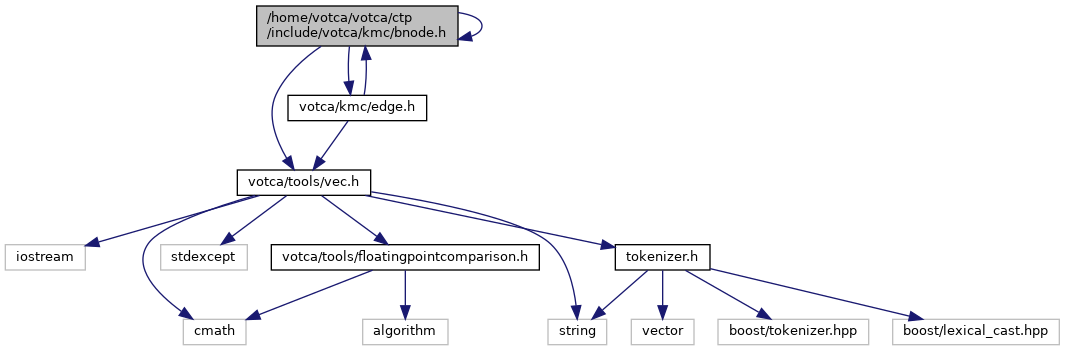 /home/votca/votca/ctp
/include/votca/kmc/bnode.h
votca/kmc/edge.h
votca/tools/vec.h
iostream
stdexcept
votca/tools/floatingpointcomparison.h
tokenizer.h
cmath
algorithm
string
vector
boost/tokenizer.hpp
boost/lexical_cast.hpp